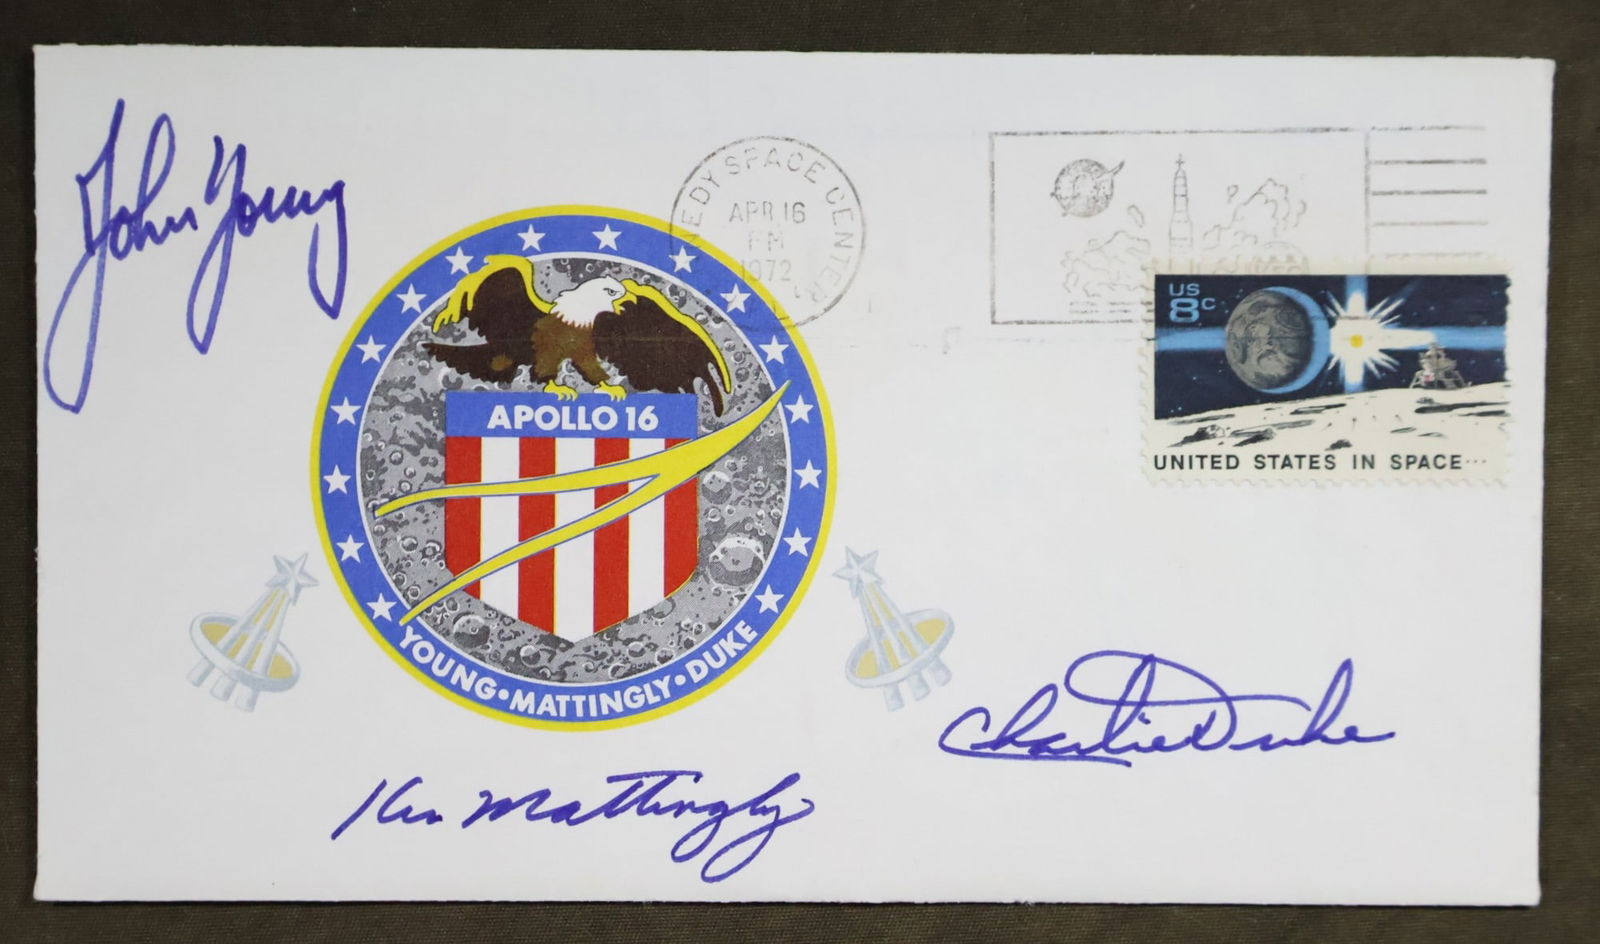 John Young
NEDY SPACE CENTER
APR 16
PM
1972
US
8c
UNITED STATES IN SPACE...
APOLLO 16
YOUNG•MATTINGLY•DUKE
Charlie Duke
Ken Mattingly